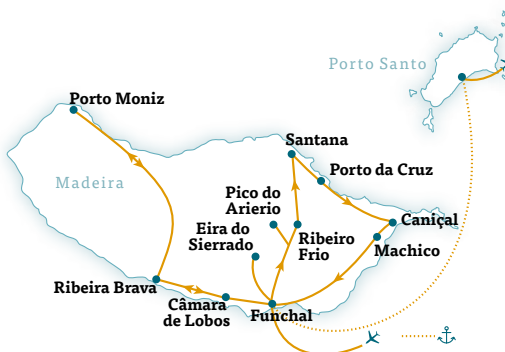 Porto Santo
Porto Moniz
Santana
Porto da Cruz
Madeira
Pico do
Arierio
Eira do
Sierrado
Ribeiro
Frio
Caniçal
Machico
Ribeira Brava
Câmara
de Lobos
Funchal